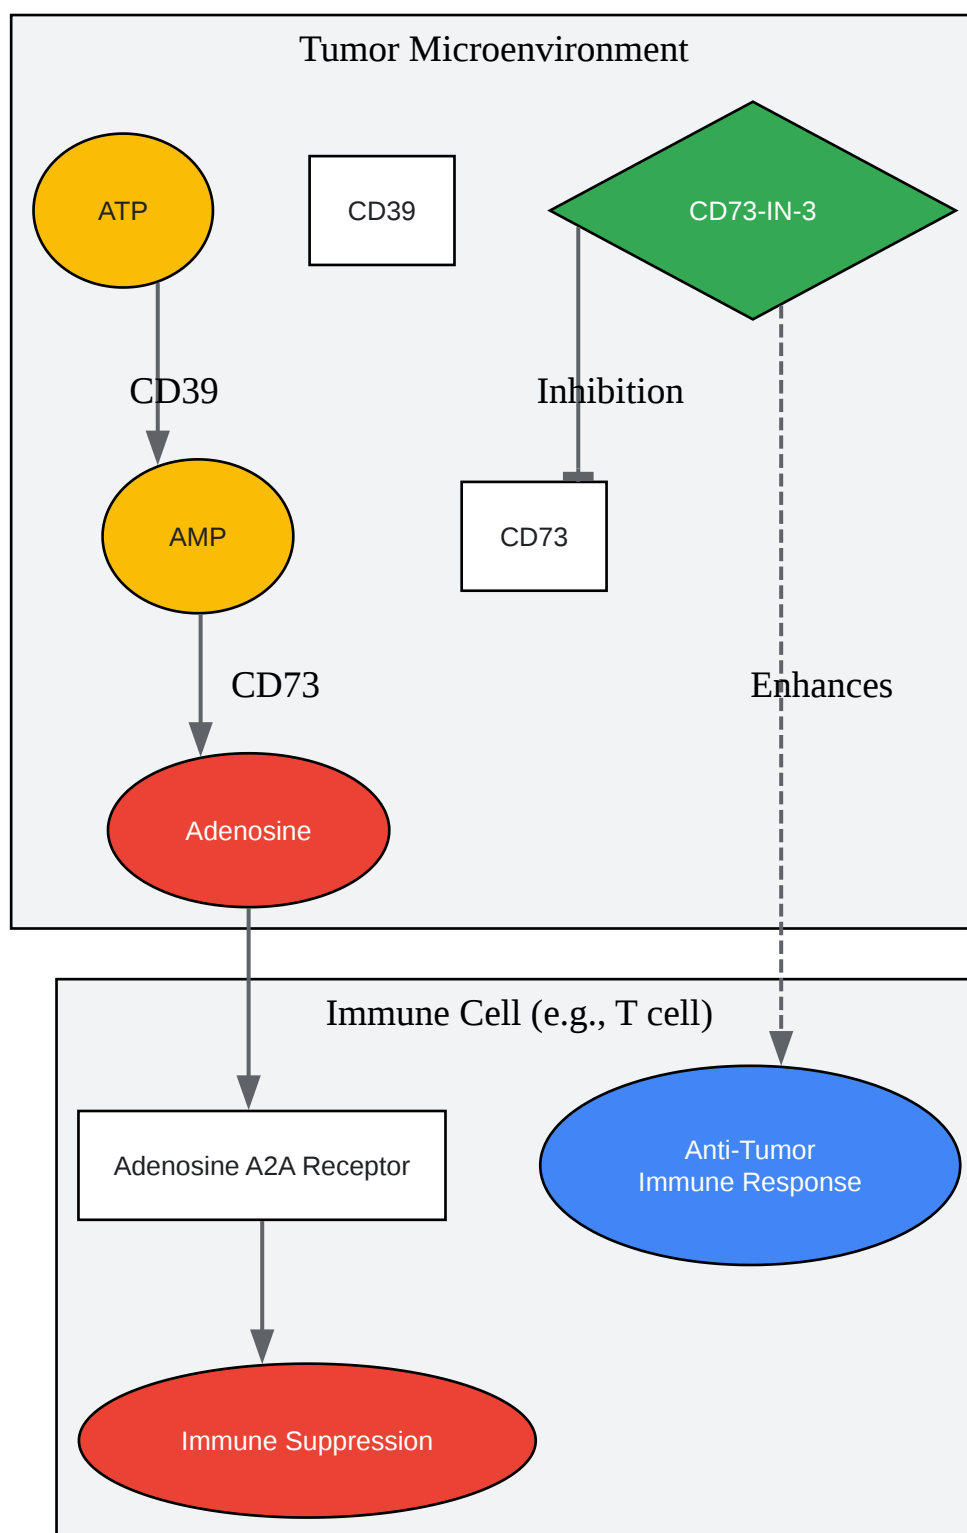 Tumor Microenvironment
ATP
CD39
CD73-IN-3
CD39
Inhibition
AMP
CD73
CD73
Enhances
Adenosine
Immune Cell (e.g., T cell)
Adenosine A2A Receptor
Anti-Tumor
Immune Response
Immune Suppression